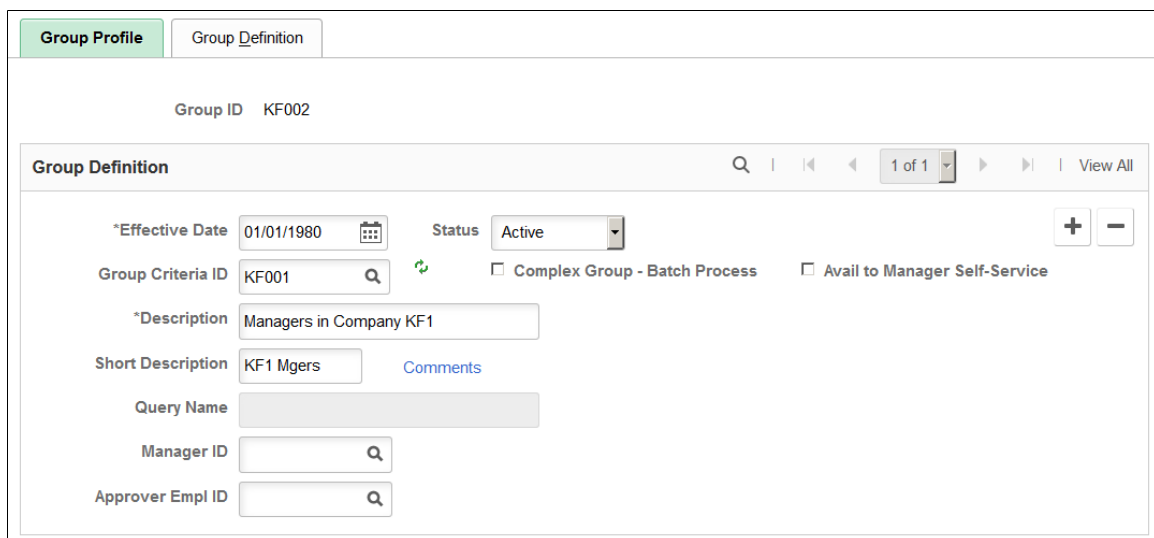 Group Profile Group Definition
Group ID KF002
Group Definition 1 of 1 View All
*Effective Date 01/01/1980 Status Active
Group Criteria ID KF001 Complex Group - Batch Process Avail to Manager Self-Service
*Description Managers in Company KF1
Short Description KF1 Mgers Comments
Query Name
Manager ID
Approver Empl ID